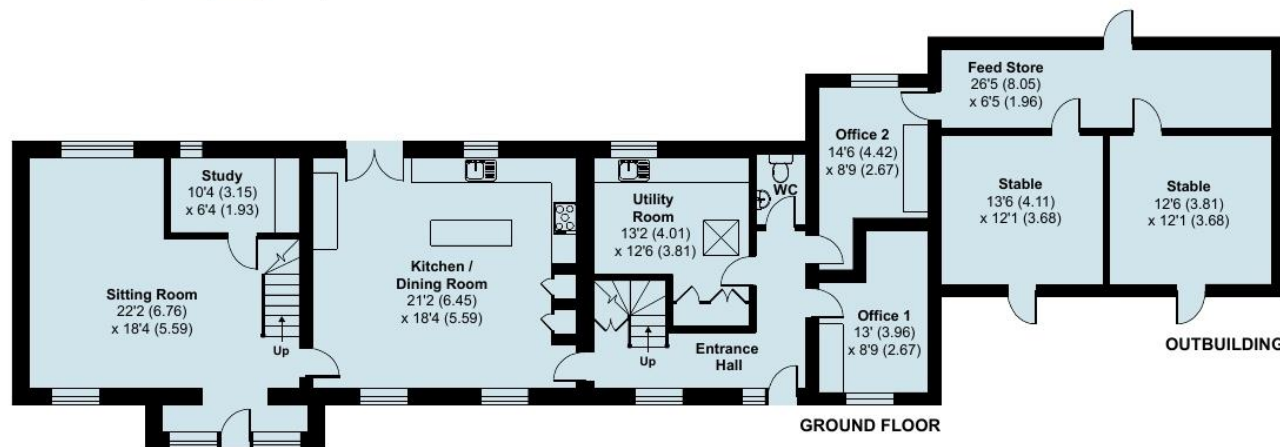 Feed Store
26'5 (8.05)
x 6'5 (1.96)
Office 2
14'6 (4.42)
x 8'9 (2.67)
Study
10'4 (3.15)
x 6'4 (1.93)
WC
Utility
Room
13'2 (4.01)
x 12'6 (3.81)
Stable
13'6 (4.11)
x 12'1 (3.68)
Stable
12'6 (3.81)
x 12'1 (3.68)
Kitchen /
Dining Room
21'2 (6.45)
x 18'4 (5.59)
Sitting Room
22'2 (6.76)
x 18'4 (5.59)
Up
Up
Entrance
Hall
Office 1
13' (3.96)
x 8'9 (2.67)
OUTBUILDING
GROUND FLOOR